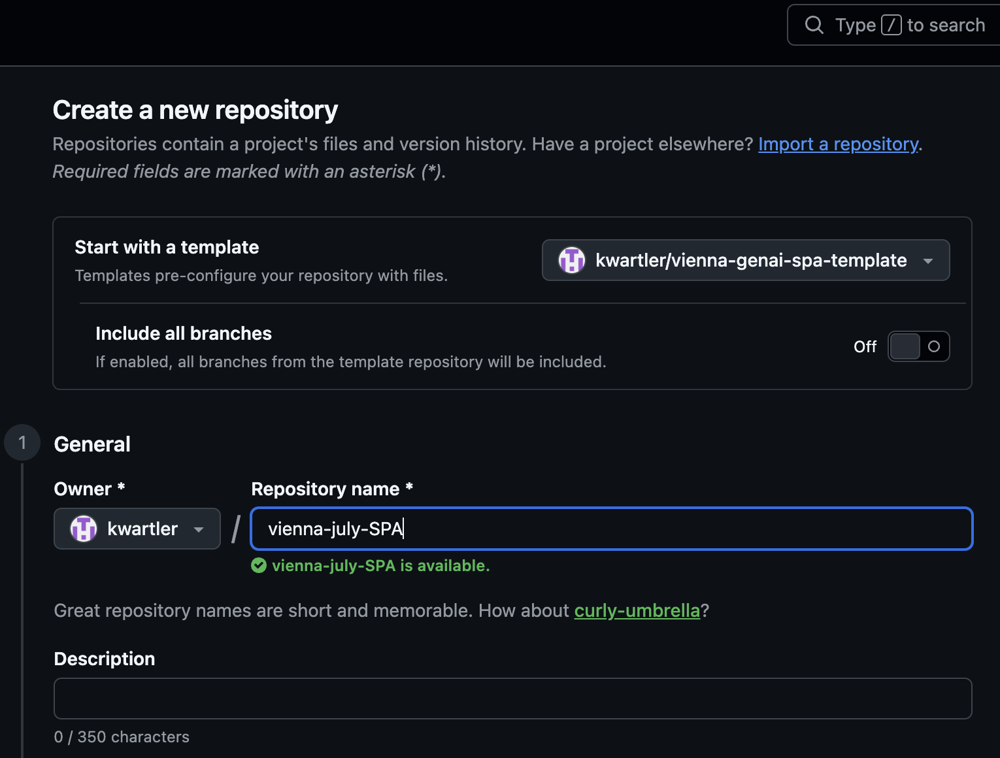 Type / to search
Create a new repository
Repositories contain a project's files and version history. Have a project elsewhere? Import a repository.
Required fields are marked with an asterisk (*).
Start with a template
Templates pre-configure your repository with files.
kwartler/vienna-genai-spa-template
Include all branches
If enabled, all branches from the template repository will be included.
Off
1
General
Owner *
Repository name *
kwartler / vienna-july-SPA
vienna-july-SPA is available.
Great repository names are short and memorable. How about curly-umbrella?
Description
0 / 350 characters